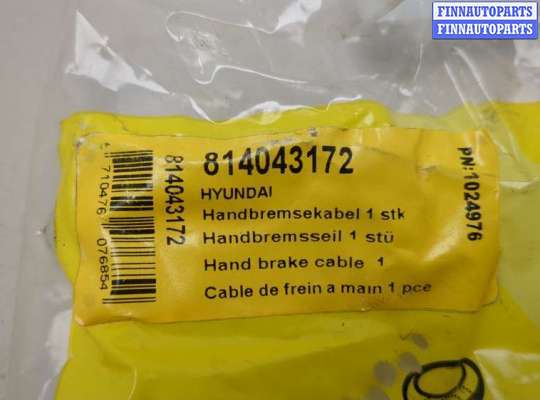 FINNAUTOPARTS
FINNAUTOPARTS
814043172
HYUNDAI
Handbremsekabel 1 stk
Handbremsseil 1 stü
Hand brake cable 1
Cable de frein a main 1 pce
814043172
PN:1024976
710476 076854